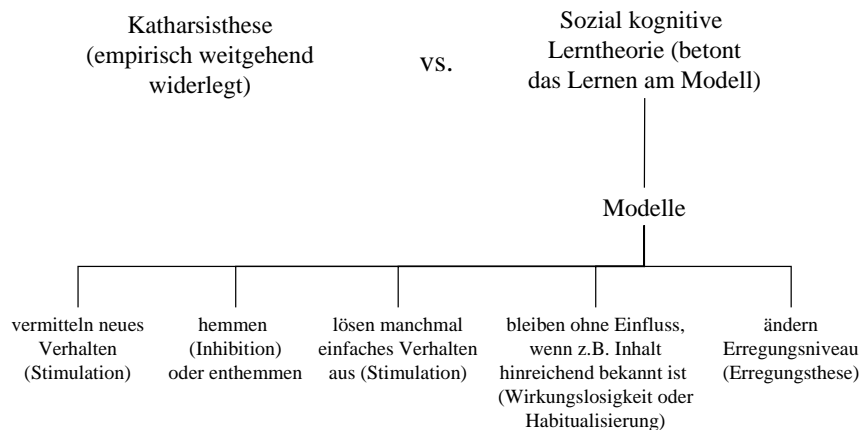 Katharsisthese
(empirisch weitgehend
widerlegt)
vs.
Sozial kognitive
Lerntheorie (betont
das Lernen am Modell)
Modelle
vermitteln neues
Verhalten
(Stimulation)
hemmen
(Inhibition)
oder enthemmen
lösen manchmal
einfaches Verhalten
aus (Stimulation)
bleiben ohne Einfluss,
wenn z.B. Inhalt
hinreichend bekannt ist
(Wirkungslosigkeit oder
Habitualisierung)
ändern
Erregungsniveau
(Erregungsthese)